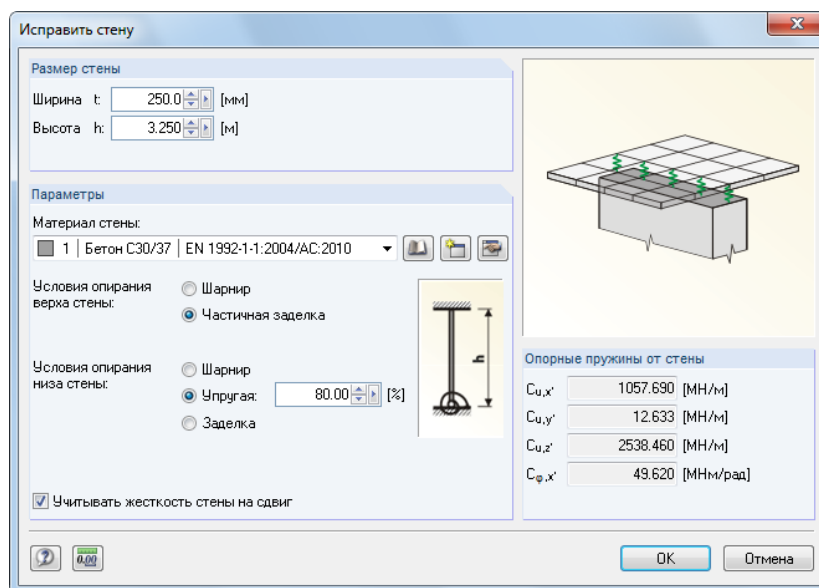 Исправить стену
Размер стены
Ширина t: 250.0 [мм]
Высота h: 3.250 [м]
Параметры
Материал стены:
1 Бетон C30/37 EN 1992-1-1:2004/AC:2010
Условия опирания
верха стены:
Шарнир
Частичная заделка
Условия опирания
низа стены:
Шарнир
Упругая: 80.00 [%]
Заделка
h
Учитывать жесткость стены на сдвиг
Опорные пружины от стены
Cu,x' 1057.690 [МН/м]
Cu,y' 12.633 [МН/м]
Cu,z' 2538.460 [МН/м]
Cφ,x' 49.620 [МНм/рад]
0.00
OK
Отмена